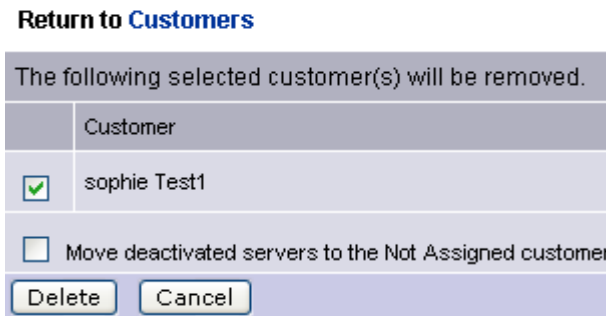 Return to Customers
The following selected customer(s) will be removed.
Customer
sophie Test1
Move deactivated servers to the Not Assigned customer
Delete Cancel